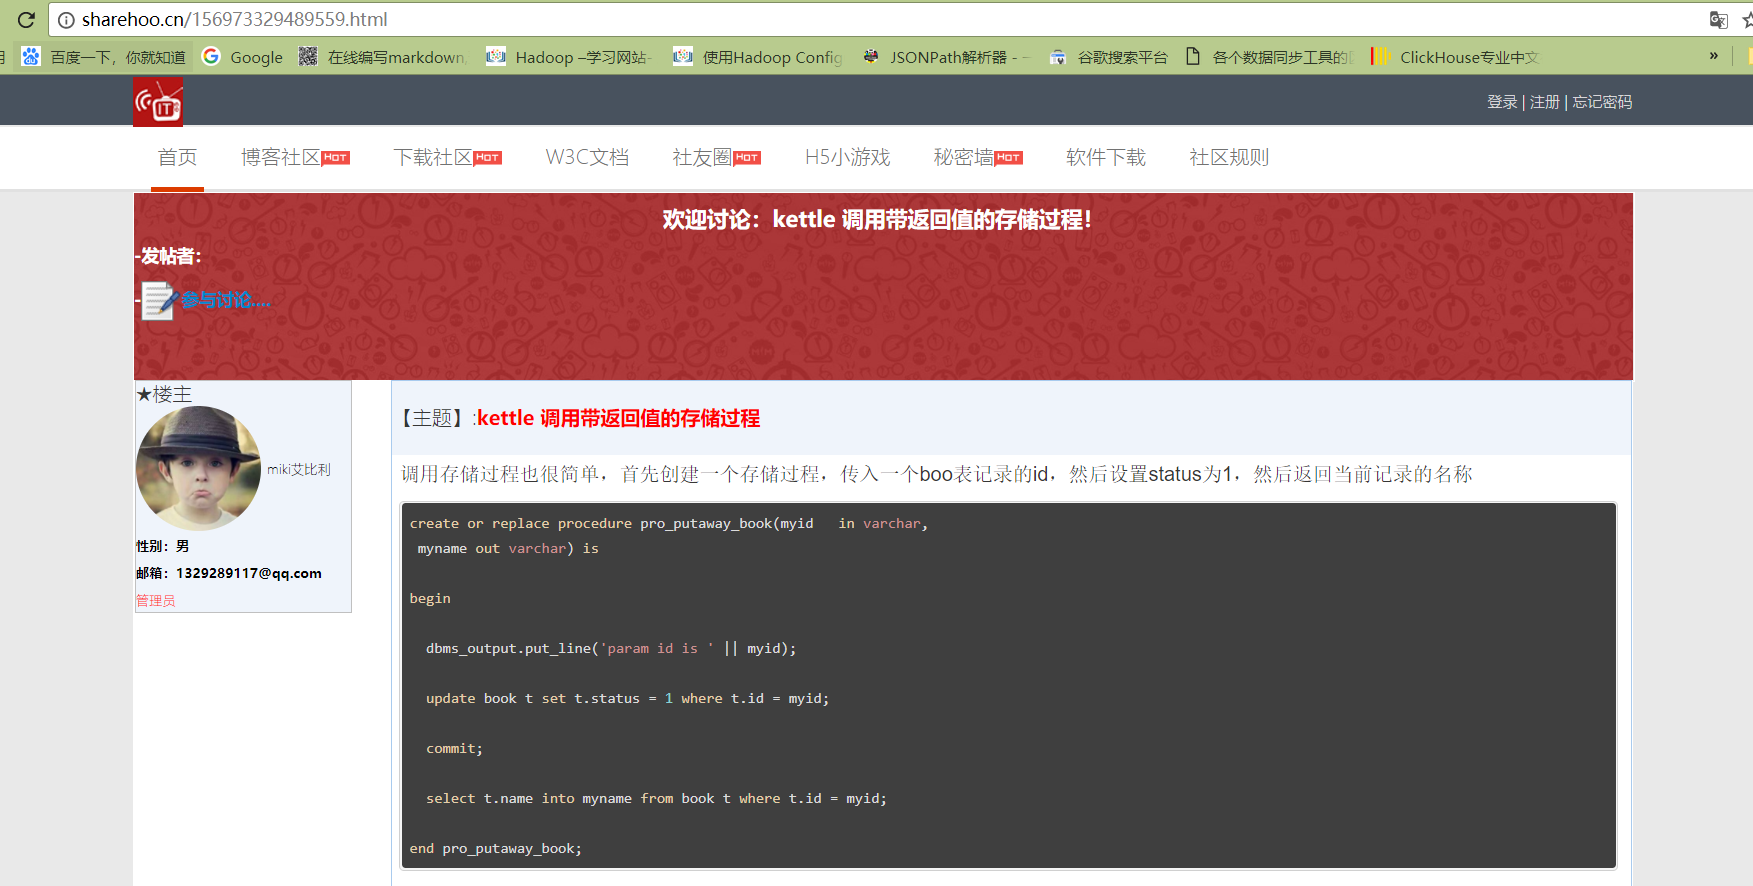 sharehoo.cn/156973329489559.html
百度一下，你就知道 Google 在线编写markdown, Hadoop –学习网站- 使用Hadoop Config JSONPath解析器 - 谷歌搜索平台 各个数据同步工具的 ClickHouse专业中文 »
IT
登录 | 注册 | 忘记密码
首页 博客社区 HOT 下载社区 HOT W3C文档 社友圈 HOT H5小游戏 秘密墙 HOT 软件下载 社区规则
欢迎讨论：kettle 调用带返回值的存储过程！
-发帖者：
-参与讨论....
★楼主
miki艾比利
性别：男
邮箱：1329289117@qq.com
管理员
【主题】:kettle 调用带返回值的存储过程
调用存储过程也很简单，首先创建一个存储过程，传入一个boo表记录的id，然后设置status为1，然后返回当前记录的名称
create or replace procedure pro_putaway_book(myid   in varchar,
 myname out varchar) is
begin
  dbms_output.put_line('param id is ' || myid);
  update book t set t.status = 1 where t.id = myid;
  commit;
  select t.name into myname from book t where t.id = myid;
end pro_putaway_book;